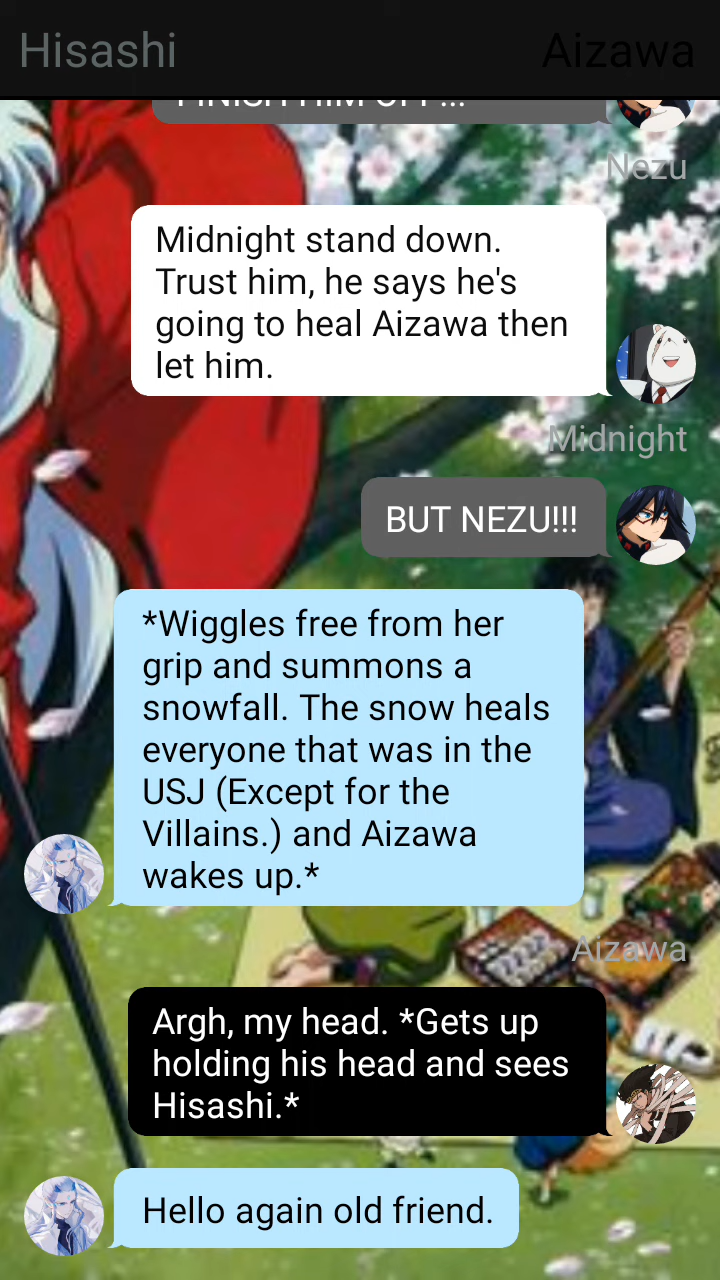 Hisashi Aizawa
FINISH HIM OFF!!!
Nezu
Midnight stand down.
Trust him, he says he's
going to heal Aizawa then
let him.
Midnight
BUT NEZU!!!
*Wiggles free from her
grip and summons a
snowfall. The snow heals
everyone that was in the
USJ (Except for the
Villains.) and Aizawa
wakes up.*
Aizawa
Argh, my head. *Gets up
holding his head and sees
Hisashi.*
Hello again old friend.